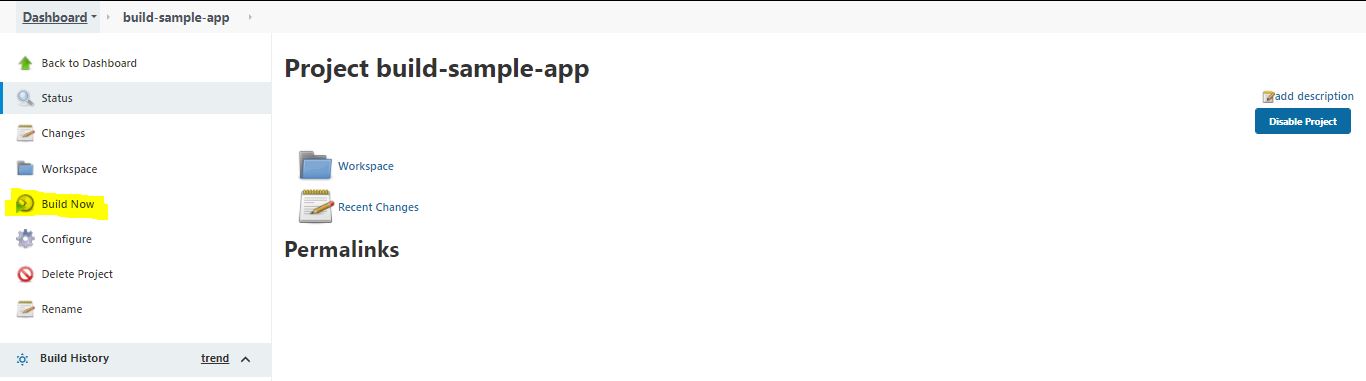 Dashboard build-sample-app
Back to Dashboard
Status
Changes
Workspace
Build Now
Configure
Delete Project
Rename
Build History trend
Project build-sample-app
add description
Disable Project
Workspace
Recent Changes
Permalinks